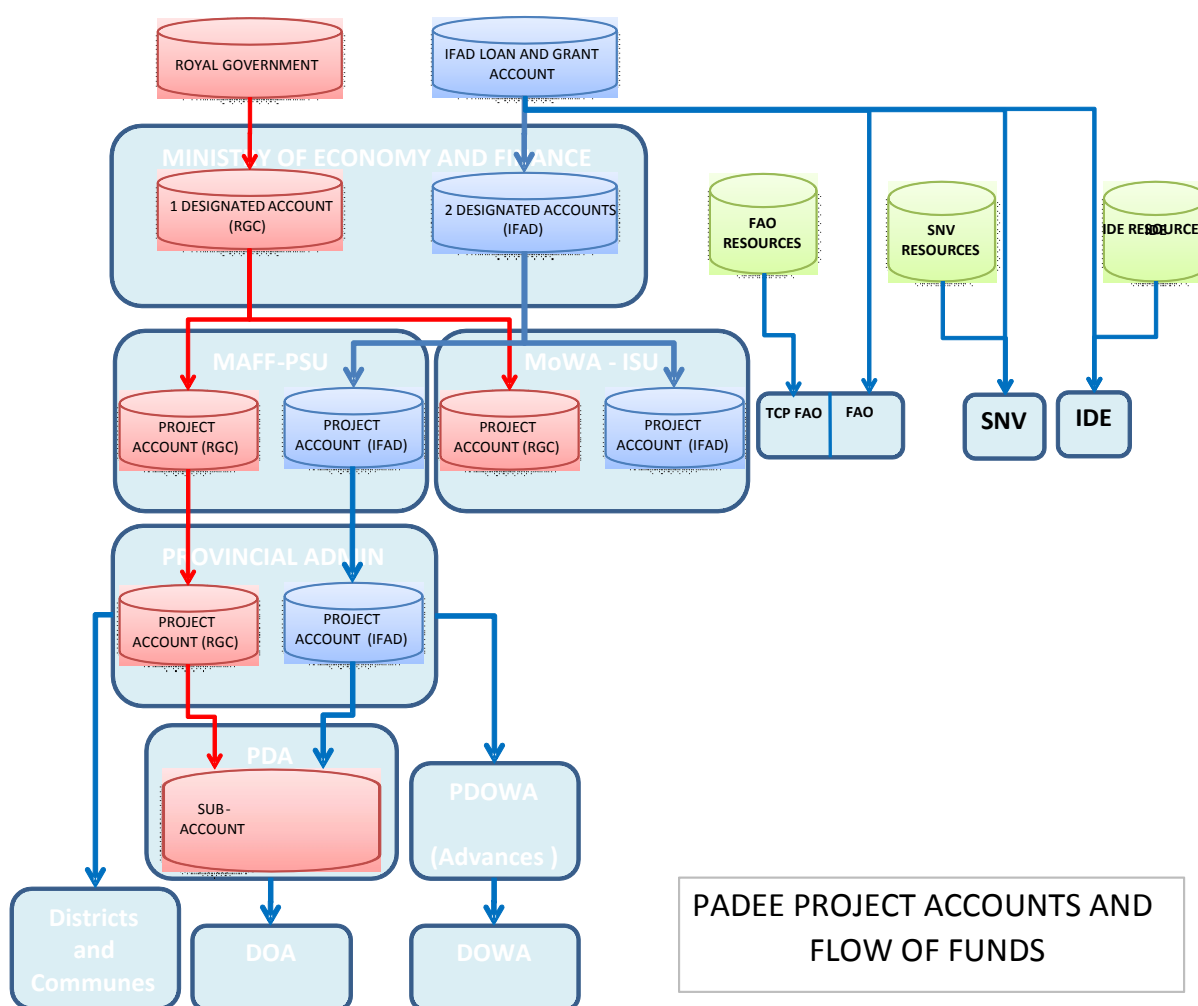 ROYAL GOVERNMENT
IFAD LOAN AND GRANT
ACCOUNT
MINISTRY OF ECONOMY AND FINANCE
1 DESIGNATED ACCOUNT
(RGC)
2 DESIGNATED ACCOUNTS
(IFAD)
FAO
RESOURCES
SNV
RESOURCES
IDE RESOURCE
IDE
MAFF-PSU
MoWA - ISU
PROJECT
ACCOUNT (RGC)
PROJECT
ACCOUNT (IFAD)
PROJECT
ACCOUNT (RGC)
PROJECT
ACCOUNT (IFAD)
TCP FAO
FAO
SNV
IDE
PROVINCIAL ADMIN
PROJECT
ACCOUNT (RGC)
PROJECT
ACCOUNT (IFAD)
PDA
SUB-
ACCOUNT
PDOWA
(Advances )
Districts
and
Communes
DOA
DOWA
PADEE PROJECT ACCOUNTS AND
FLOW OF FUNDS